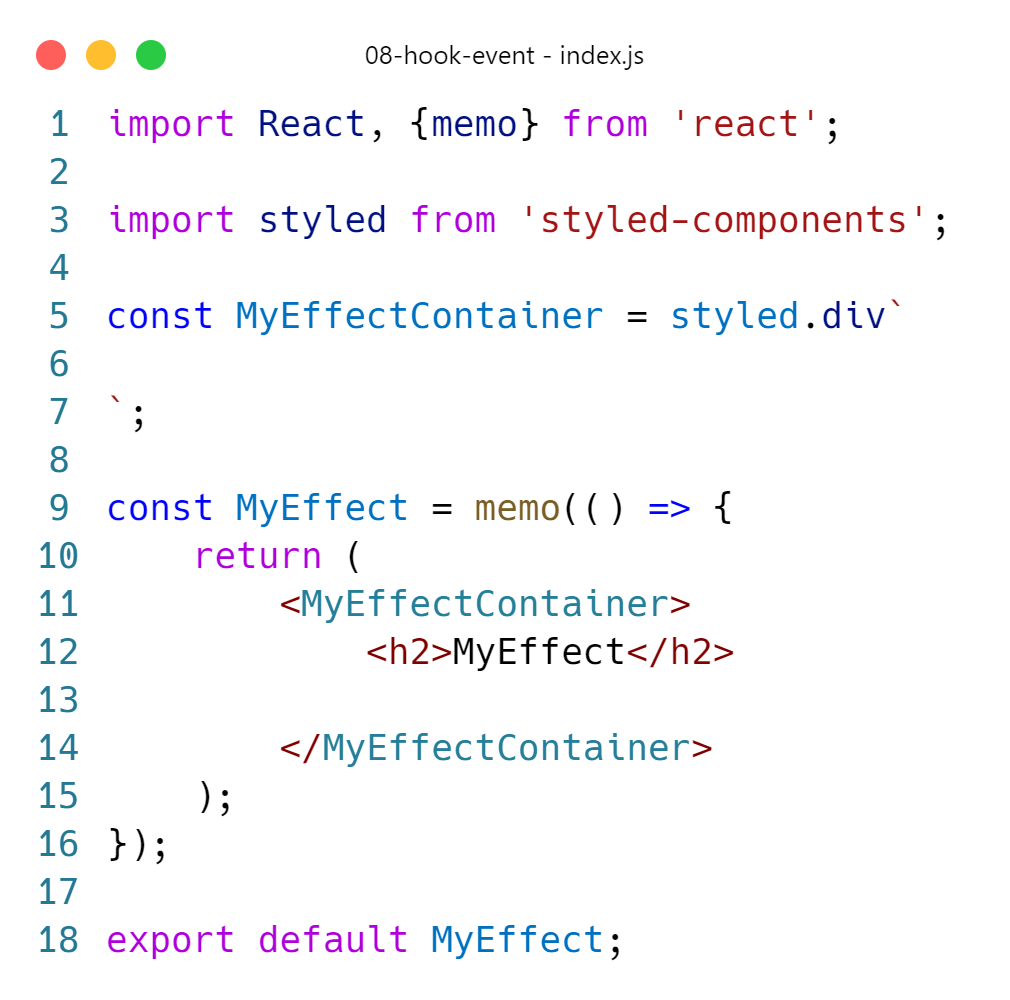 08-hook-event - index.js
1 import React, {memo} from 'react';
2
3 import styled from 'styled-components';
4
5 const MyEffectContainer = styled.div`
6
7 `;
8
9 const MyEffect = memo(() => {
10     return (
11         <MyEffectContainer>
12             <h2>MyEffect</h2>
13
14         </MyEffectContainer>
15     );
16 });
17
18 export default MyEffect;